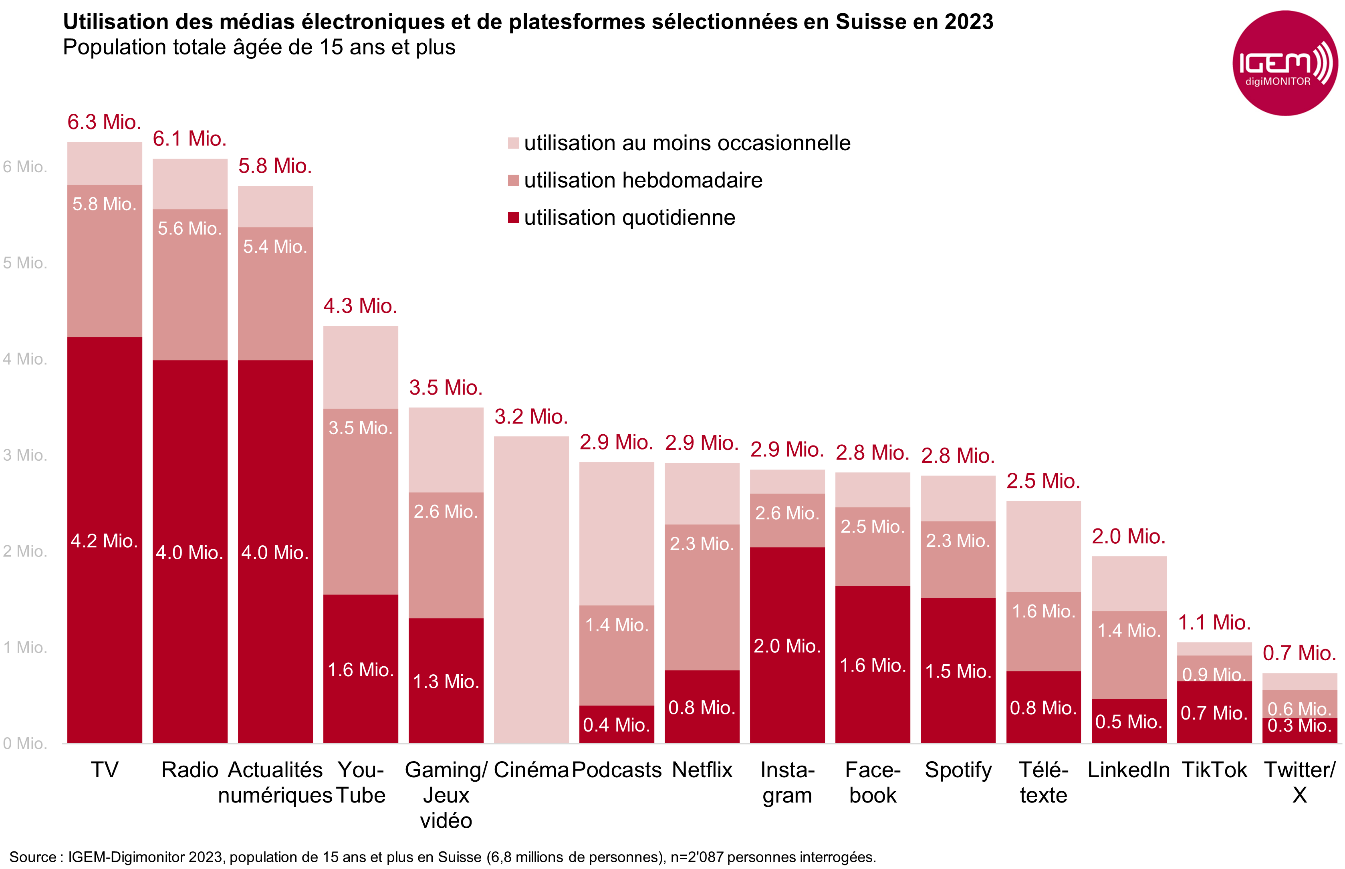 Utilisation des médias électroniques et de platesformes sélectionnées en Suisse en 2023
Population totale âgée de 15 ans et plus
IGEM
digiMONITOR
utilisation au moins occasionnelle
utilisation hebdomadaire
utilisation quotidienne
6 Mio.
5 Mio.
4 Mio.
3 Mio.
2 Mio.
1 Mio.
0 Mio.
6.3 Mio.
5.8 Mio.
4.2 Mio.
6.1 Mio.
5.6 Mio.
4.0 Mio.
5.8 Mio.
5.4 Mio.
4.0 Mio.
4.3 Mio.
3.5 Mio.
1.6 Mio.
3.5 Mio.
2.6 Mio.
1.3 Mio.
3.2 Mio.
2.9 Mio.
1.4 Mio.
0.4 Mio.
2.9 Mio.
2.3 Mio.
0.8 Mio.
2.9 Mio.
2.6 Mio.
2.0 Mio.
2.8 Mio.
2.5 Mio.
1.6 Mio.
2.8 Mio.
2.3 Mio.
1.5 Mio.
2.5 Mio.
1.6 Mio.
0.8 Mio.
2.0 Mio.
1.4 Mio.
0.5 Mio.
1.1 Mio.
0.9 Mio.
0.7 Mio.
0.7 Mio.
0.6 Mio.
0.3 Mio.
TV
Radio
Actualités
numériques
You-
Tube
Gaming/
Jeux
vidéo
Cinéma
Podcasts
Netflix
Insta-
gram
Face-
book
Spotify
Télé-
texte
LinkedIn
TikTok
Twitter/
X
Source : IGEM-Digimonitor 2023, population de 15 ans et plus en Suisse (6,8 millions de personnes), n=2'087 personnes interrogées.